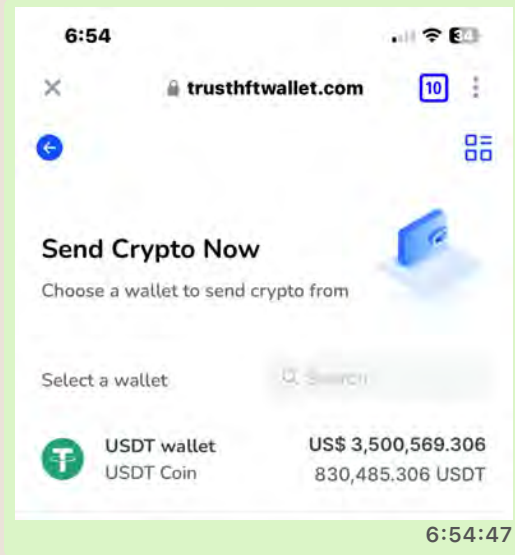 6:54
34
trusthftwallet.com
10
Send Crypto Now
Choose a wallet to send crypto from
Select a wallet
Search
USDT wallet
US$ 3,500,569.306
USDT Coin
830,485.306 USDT
6:54:47